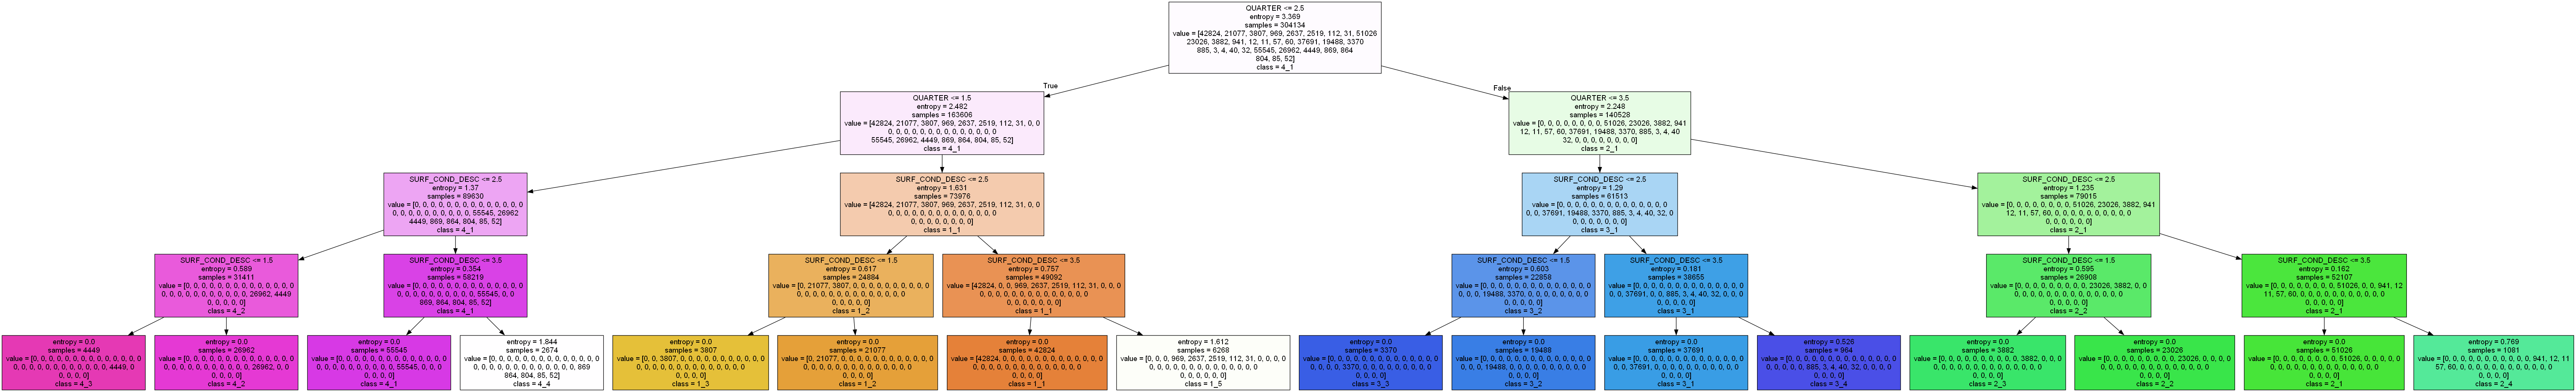 QUARTER <= 2.5
entropy = 3.369
samples = 304134
value = [42824, 21077, 3807, 969, 2637, 2519, 112, 31, 51026
23026, 3882, 941, 12, 11, 57, 60, 37691, 19488, 3370
885, 3, 4, 40, 32, 55545, 26962, 4449, 869, 864
804, 85, 52]
class = 4_1
True
False
QUARTER <= 1.5
entropy = 2.482
samples = 163606
value = [42824, 21077, 3807, 969, 2637, 2519, 112, 31, 0, 0
0, 0, 0, 0, 0, 0, 0, 0, 0, 0, 0, 0, 0, 0
55545, 26962, 4449, 869, 864, 804, 85, 52]
class = 4_1
QUARTER <= 3.5
entropy = 2.248
samples = 140528
value = [0, 0, 0, 0, 0, 0, 0, 0, 51026, 23026, 3882, 941
12, 11, 57, 60, 37691, 19488, 3370, 885, 3, 4, 40
32, 0, 0, 0, 0, 0, 0, 0, 0]
class = 2_1
SURF_COND_DESC <= 2.5
entropy = 1.37
samples = 89630
value = [0, 0, 0, 0, 0, 0, 0, 0, 0, 0, 0, 0, 0, 0
0, 0, 0, 0, 0, 0, 0, 0, 0, 0, 55545, 26962
4449, 869, 864, 804, 85, 52]
class = 4_1
SURF_COND_DESC <= 2.5
entropy = 1.631
samples = 73976
value = [42824, 21077, 3807, 969, 2637, 2519, 112, 31, 0, 0
0, 0, 0, 0, 0, 0, 0, 0, 0, 0, 0, 0, 0, 0
0, 0, 0, 0, 0, 0, 0, 0]
class = 1_1
SURF_COND_DESC <= 2.5
entropy = 1.29
samples = 61513
value = [0, 0, 0, 0, 0, 0, 0, 0, 0, 0, 0, 0, 0, 0
0, 0, 37691, 19488, 3370, 885, 3, 4, 40, 32, 0
0, 0, 0, 0, 0, 0, 0]
class = 3_1
SURF_COND_DESC <= 2.5
entropy = 1.235
samples = 79015
value = [0, 0, 0, 0, 0, 0, 0, 0, 51026, 23026, 3882, 941
12, 11, 57, 60, 0, 0, 0, 0, 0, 0, 0, 0, 0, 0
0, 0, 0, 0, 0, 0]
class = 2_1
SURF_COND_DESC <= 1.5
entropy = 0.589
samples = 31411
value = [0, 0, 0, 0, 0, 0, 0, 0, 0, 0, 0, 0, 0, 0
0, 0, 0, 0, 0, 0, 0, 0, 0, 0, 0, 26962, 4449
0, 0, 0, 0, 0]
class = 4_2
SURF_COND_DESC <= 3.5
entropy = 0.354
samples = 58219
value = [0, 0, 0, 0, 0, 0, 0, 0, 0, 0, 0, 0, 0, 0
0, 0, 0, 0, 0, 0, 0, 0, 0, 0, 55545, 0, 0
869, 864, 804, 85, 52]
class = 4_1
SURF_COND_DESC <= 1.5
entropy = 0.617
samples = 24884
value = [0, 21077, 3807, 0, 0, 0, 0, 0, 0, 0, 0, 0, 0
0, 0, 0, 0, 0, 0, 0, 0, 0, 0, 0, 0, 0, 0
0, 0, 0, 0, 0]
class = 1_2
SURF_COND_DESC <= 3.5
entropy = 0.757
samples = 49092
value = [42824, 0, 0, 969, 2637, 2519, 112, 31, 0, 0, 0
0, 0, 0, 0, 0, 0, 0, 0, 0, 0, 0, 0, 0
0, 0, 0, 0, 0, 0, 0, 0]
class = 1_1
SURF_COND_DESC <= 1.5
entropy = 0.603
samples = 22858
value = [0, 0, 0, 0, 0, 0, 0, 0, 0, 0, 0, 0, 0, 0
0, 0, 0, 19488, 3370, 0, 0, 0, 0, 0, 0, 0, 0
0, 0, 0, 0, 0]
class = 3_2
SURF_COND_DESC <= 3.5
entropy = 0.181
samples = 38655
value = [0, 0, 0, 0, 0, 0, 0, 0, 0, 0, 0, 0, 0, 0
0, 0, 37691, 0, 0, 885, 3, 4, 40, 32, 0, 0, 0
0, 0, 0, 0, 0]
class = 3_1
SURF_COND_DESC <= 1.5
entropy = 0.595
samples = 26908
value = [0, 0, 0, 0, 0, 0, 0, 0, 0, 23026, 3882, 0, 0
0, 0, 0, 0, 0, 0, 0, 0, 0, 0, 0, 0, 0, 0
0, 0, 0, 0, 0]
class = 2_2
SURF_COND_DESC <= 3.5
entropy = 0.162
samples = 52107
value = [0, 0, 0, 0, 0, 0, 0, 0, 51026, 0, 0, 941, 12
11, 57, 60, 0, 0, 0, 0, 0, 0, 0, 0, 0, 0, 0
0, 0, 0, 0, 0]
class = 2_1
entropy = 0.0
samples = 4449
value = [0, 0, 0, 0, 0, 0, 0, 0, 0, 0, 0, 0, 0, 0
0, 0, 0, 0, 0, 0, 0, 0, 0, 0, 0, 0, 4449, 0
0, 0, 0, 0]
class = 4_3
entropy = 0.0
samples = 26962
value = [0, 0, 0, 0, 0, 0, 0, 0, 0, 0, 0, 0, 0, 0
0, 0, 0, 0, 0, 0, 0, 0, 0, 0, 0, 26962, 0, 0
0, 0, 0, 0]
class = 4_2
entropy = 0.0
samples = 55545
value = [0, 0, 0, 0, 0, 0, 0, 0, 0, 0, 0, 0, 0, 0
0, 0, 0, 0, 0, 0, 0, 0, 0, 0, 55545, 0, 0, 0
0, 0, 0, 0]
class = 4_1
entropy = 1.844
samples = 2674
value = [0, 0, 0, 0, 0, 0, 0, 0, 0, 0, 0, 0, 0, 0
0, 0, 0, 0, 0, 0, 0, 0, 0, 0, 0, 0, 0, 869
864, 804, 85, 52]
class = 4_4
entropy = 0.0
samples = 3807
value = [0, 0, 3807, 0, 0, 0, 0, 0, 0, 0, 0, 0, 0, 0
0, 0, 0, 0, 0, 0, 0, 0, 0, 0, 0, 0, 0, 0
0, 0, 0, 0]
class = 1_3
entropy = 0.0
samples = 21077
value = [0, 21077, 0, 0, 0, 0, 0, 0, 0, 0, 0, 0, 0, 0
0, 0, 0, 0, 0, 0, 0, 0, 0, 0, 0, 0, 0, 0
0, 0, 0, 0]
class = 1_2
entropy = 0.0
samples = 42824
value = [42824, 0, 0, 0, 0, 0, 0, 0, 0, 0, 0, 0, 0, 0
0, 0, 0, 0, 0, 0, 0, 0, 0, 0, 0, 0, 0, 0
0, 0, 0, 0]
class = 1_1
entropy = 1.612
samples = 6268
value = [0, 0, 0, 969, 2637, 2519, 112, 31, 0, 0, 0, 0
0, 0, 0, 0, 0, 0, 0, 0, 0, 0, 0, 0, 0, 0
0, 0, 0, 0, 0, 0]
class = 1_5
entropy = 0.0
samples = 3370
value = [0, 0, 0, 0, 0, 0, 0, 0, 0, 0, 0, 0, 0, 0
0, 0, 0, 0, 3370, 0, 0, 0, 0, 0, 0, 0, 0, 0
0, 0, 0, 0]
class = 3_3
entropy = 0.0
samples = 19488
value = [0, 0, 0, 0, 0, 0, 0, 0, 0, 0, 0, 0, 0, 0
0, 0, 0, 19488, 0, 0, 0, 0, 0, 0, 0, 0, 0, 0
0, 0, 0, 0]
class = 3_2
entropy = 0.0
samples = 37691
value = [0, 0, 0, 0, 0, 0, 0, 0, 0, 0, 0, 0, 0, 0
0, 0, 37691, 0, 0, 0, 0, 0, 0, 0, 0, 0, 0, 0
0, 0, 0, 0]
class = 3_1
entropy = 0.526
samples = 964
value = [0, 0, 0, 0, 0, 0, 0, 0, 0, 0, 0, 0, 0, 0
0, 0, 0, 0, 0, 885, 3, 4, 40, 32, 0, 0, 0, 0
0, 0, 0, 0]
class = 3_4
entropy = 0.0
samples = 3882
value = [0, 0, 0, 0, 0, 0, 0, 0, 0, 0, 3882, 0, 0, 0
0, 0, 0, 0, 0, 0, 0, 0, 0, 0, 0, 0, 0, 0
0, 0, 0, 0]
class = 2_3
entropy = 0.0
samples = 23026
value = [0, 0, 0, 0, 0, 0, 0, 0, 0, 23026, 0, 0, 0, 0
0, 0, 0, 0, 0, 0, 0, 0, 0, 0, 0, 0, 0, 0
0, 0, 0, 0]
class = 2_2
entropy = 0.0
samples = 51026
value = [0, 0, 0, 0, 0, 0, 0, 0, 51026, 0, 0, 0, 0, 0
0, 0, 0, 0, 0, 0, 0, 0, 0, 0, 0, 0, 0, 0
0, 0, 0, 0]
class = 2_1
entropy = 0.769
samples = 1081
value = [0, 0, 0, 0, 0, 0, 0, 0, 0, 0, 0, 941, 12, 11
57, 60, 0, 0, 0, 0, 0, 0, 0, 0, 0, 0, 0, 0
0, 0, 0, 0]
class = 2_4